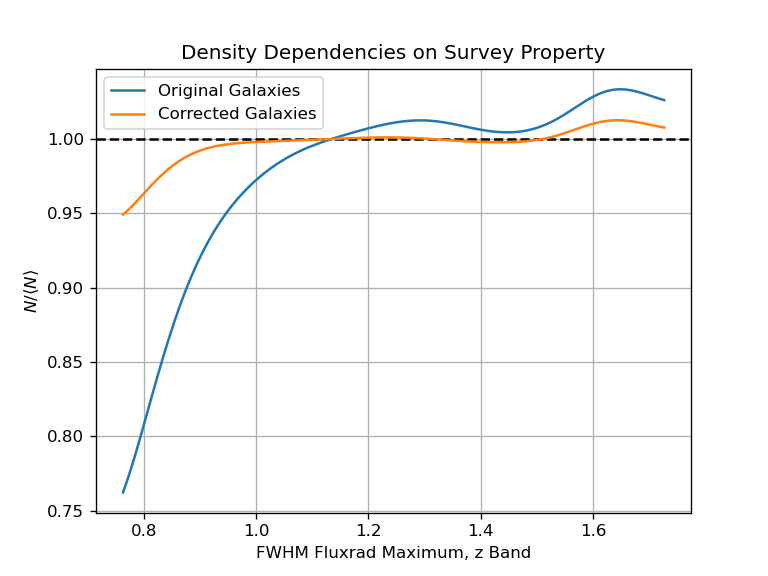 Density Dependencies on Survey Property
Original Galaxies
Corrected Galaxies
1.00
0.95
0.90
0.85
0.80
0.75
N/⟨N⟩
0.8 1.0 1.2 1.4 1.6
FWHM Fluxrad Maximum, z Band